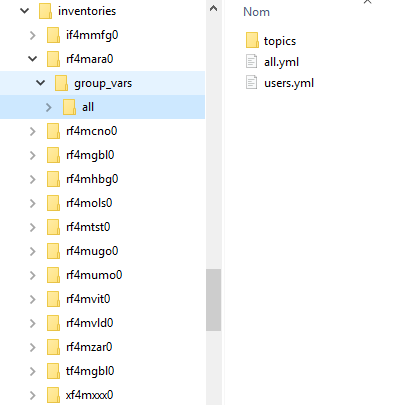 inventories
if4mmfg0
rf4mara0
group_vars
all
rf4mcno0
rf4mgbl0
rf4mhbg0
rf4mols0
rf4mtst0
rf4mugo0
rf4mumo0
rf4mvit0
rf4mvld0
rf4mzar0
tf4mgbl0
xf4mxxx0
Nom
topics
all.yml
users.yml